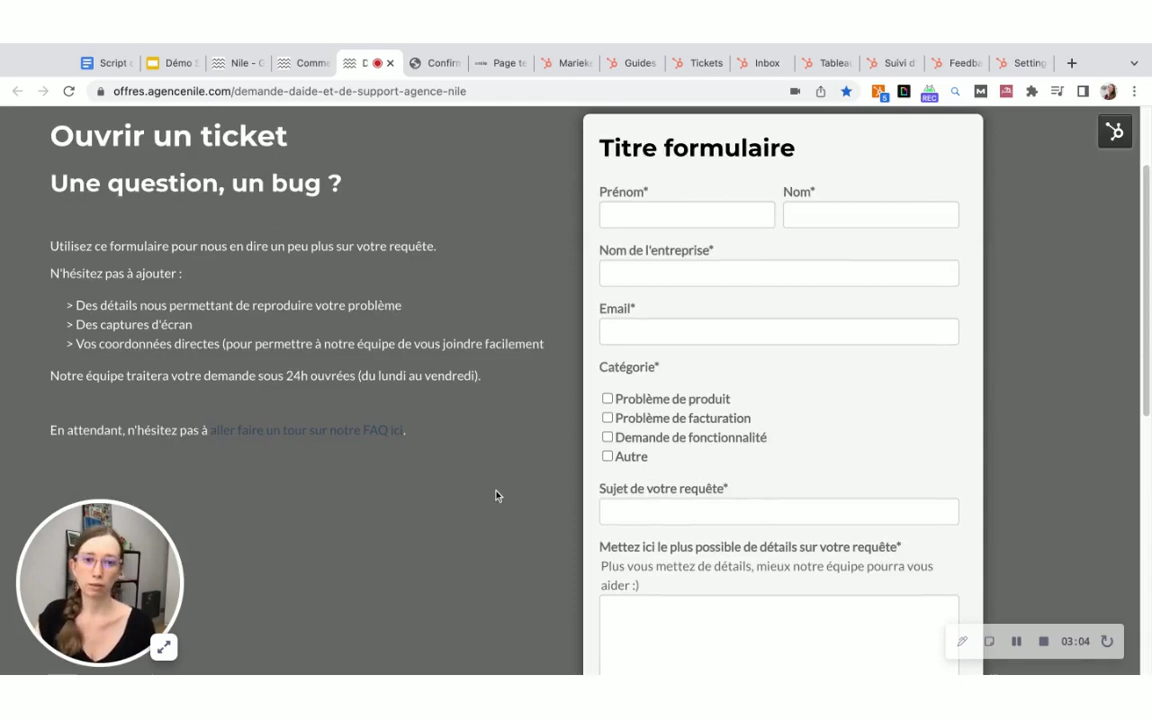 Script
Démo
Nile - G
Comme
D
Confirm
Page te
Marieke
Guides
Tickets
Inbox
Tableau
Suivi d'
Feedba
Setting
offres.agencenile.com/demande-daide-et-de-support-agence-nile
5
REC
M
Ouvrir un ticket
Une question, un bug ?
Utilisez ce formulaire pour nous en dire un peu plus sur votre requête.
N'hésitez pas à ajouter :
> Des détails nous permettant de reproduire votre problème
> Des captures d'écran
> Vos coordonnées directes (pour permettre à notre équipe de vous joindre facilement
Notre équipe traitera votre demande sous 24h ouvrées (du lundi au vendredi).
En attendant, n'hésitez pas à aller faire un tour sur notre FAQ ici.
Titre formulaire
Prénom*
Nom*
Nom de l'entreprise*
Email*
Catégorie*
Problème de produit
Problème de facturation
Demande de fonctionnalité
Autre
Sujet de votre requête*
Mettez ici le plus possible de détails sur votre requête*
Plus vous mettez de détails, mieux notre équipe pourra vous
aider :)
03:04